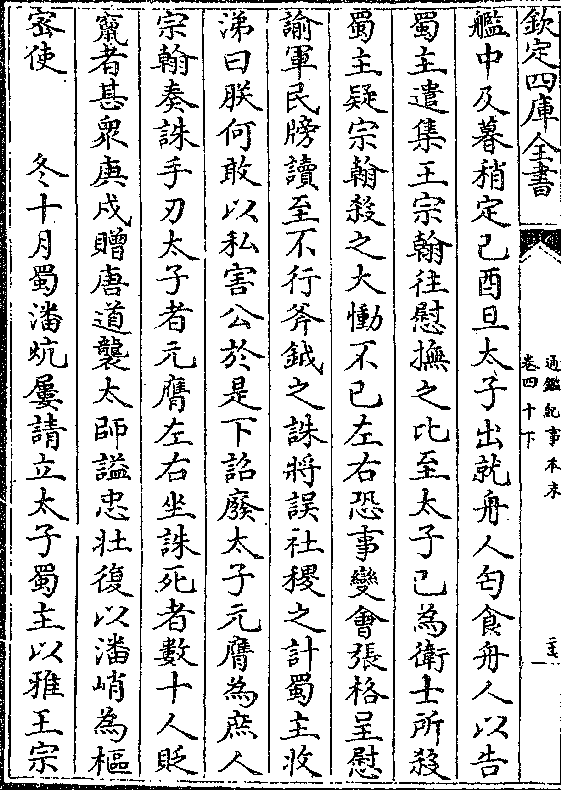 欽定四庫全書
通鑑紀事本末
卷四十下
主
艦中及暮稍定己酉旦太子出就舟人匄食舟人以告
蜀主遣集王宗翰往慰撫之比至太子已為衛士所殺
蜀主疑宗翰殺之大慟不已左右恐事變會張格呈慰
諭軍民牓讀至不行斧鉞之誅將誤社稷之計蜀主收
涕曰朕何敢以私害公於是下詔廢太子元膺為庶人
宗翰奏誅手刃太子者元膺左右坐誅死者數十人貶
竄者甚衆庚戌贈唐道襲太師諡忠壯復以潘峭為樞
密使　　冬十月蜀潘炕屢請立太子蜀主以雅王宗